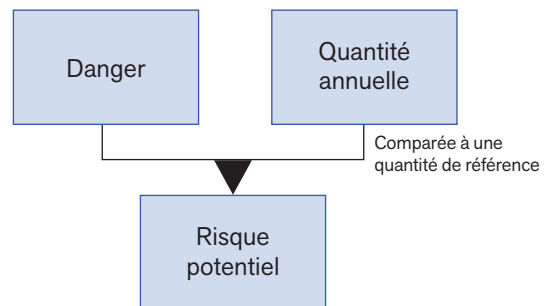 Danger
Quantité
annuelle
Comparée à une
quantité de référence
Risque
potentiel